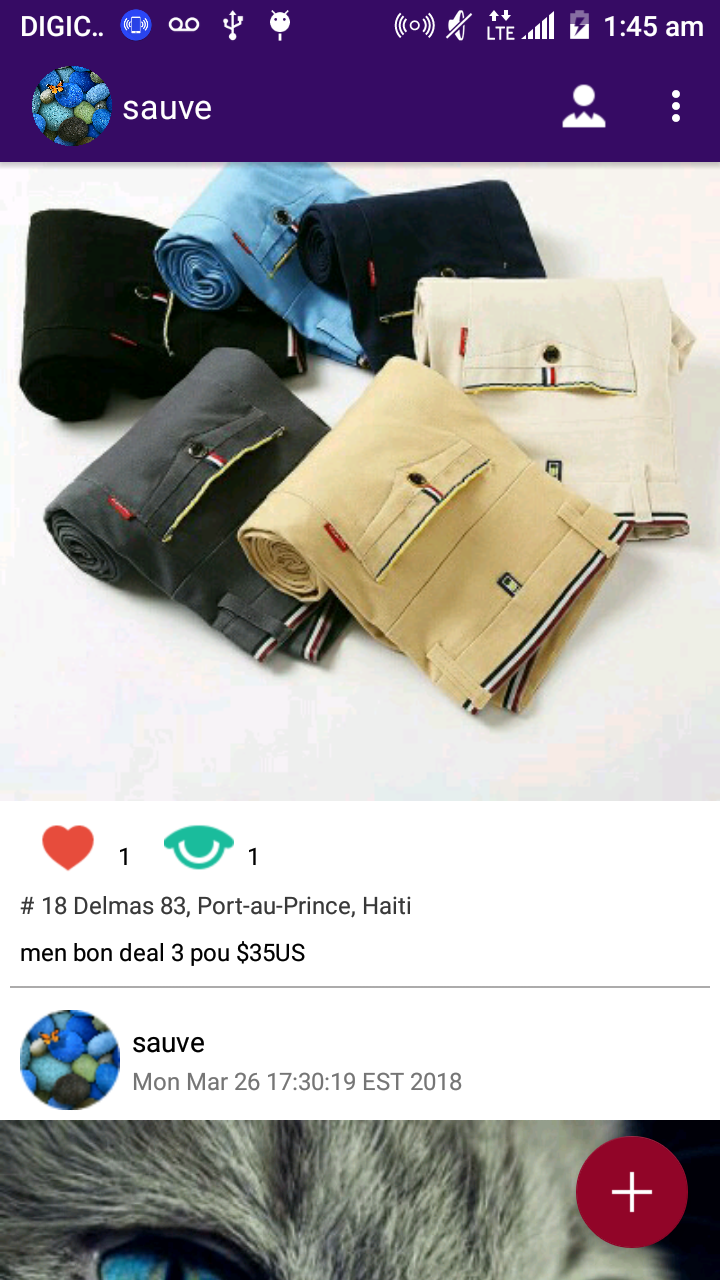 DIGIC..
LTE
1:45 am
sauve
1
1
# 18 Delmas 83, Port-au-Prince, Haiti
men bon deal 3 pou $35US
sauve
Mon Mar 26 17:30:19 EST 2018